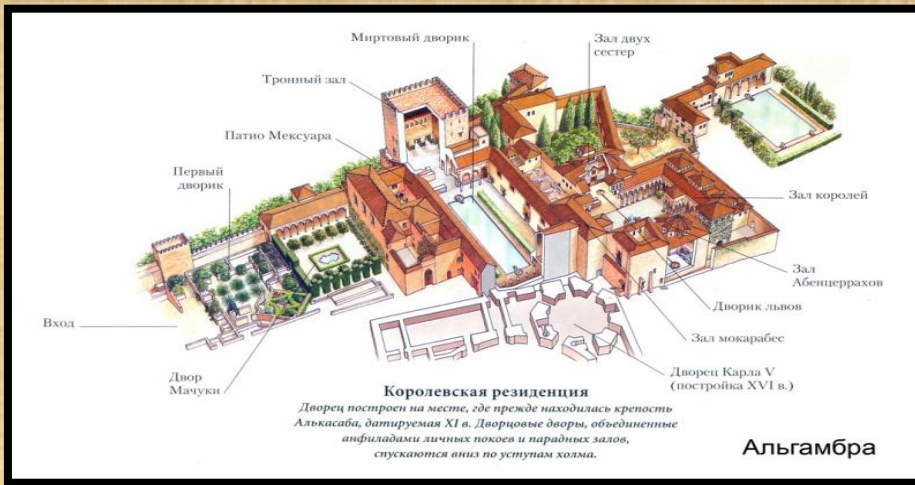 Миртовый дворик
Зал двух
сестер
Тронный зал
Патио Мексуара
Первый
дворик
Зал королей
Зал
Абенцеррахов
Дворик львов
Вход
Зал мокарабес
Двор
Мачуки
Дворец Карла V
(постройка XVI в.)
Королевская резиденция
Дворец построен на месте, где прежде находилась крепость
Алькасаба, датируемая XI в. Дворцовые дворы, объединенные
анфиладами личных покоев и парадных залов,
спускаются вниз по уступам холма.
Альгамбра